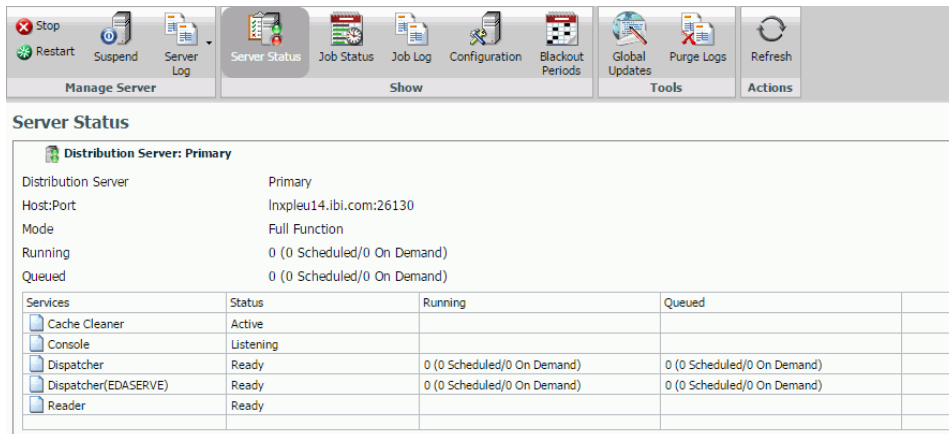 Stop
Restart
Suspend
Server Log
Manage Server
Server Status
Job Status
Job Log
Configuration
Blackout Periods
Show
Global Updates
Purge Logs
Tools
Refresh
Actions
Server Status
Distribution Server: Primary
Distribution Server Primary
Host:Port lnxpleu14.ibi.com:26130
Mode Full Function
Running 0 (0 Scheduled/0 On Demand)
Queued 0 (0 Scheduled/0 On Demand)
Services Status Running Queued
Cache Cleaner Active
Console Listening
Dispatcher Ready 0 (0 Scheduled/0 On Demand) 0 (0 Scheduled/0 On Demand)
Dispatcher(EDASERVE) Ready 0 (0 Scheduled/0 On Demand) 0 (0 Scheduled/0 On Demand)
Reader Ready